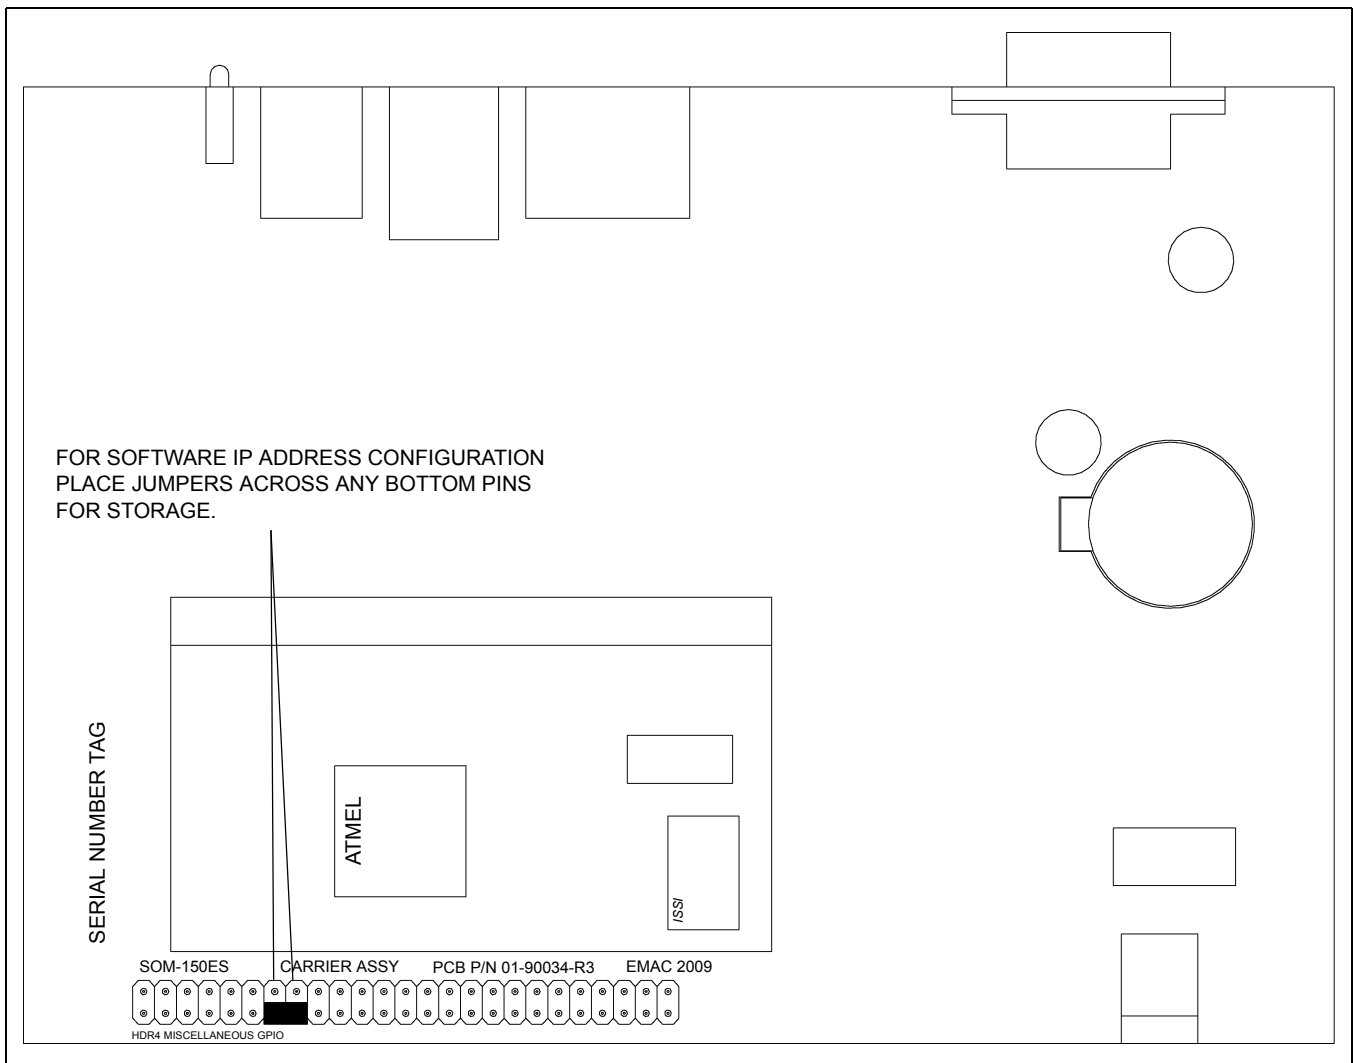 FOR SOFTWARE IP ADDRESS CONFIGURATION
PLACE JUMPERS ACROSS ANY BOTTOM PINS
FOR STORAGE.
SERIAL NUMBER TAG
ATMEL
ISSI
SOM-150ES CARRIER ASSY PCB P/N 01-90034-R3 EMAC 2009
HDR4 MISCELLANEOUS GPIO